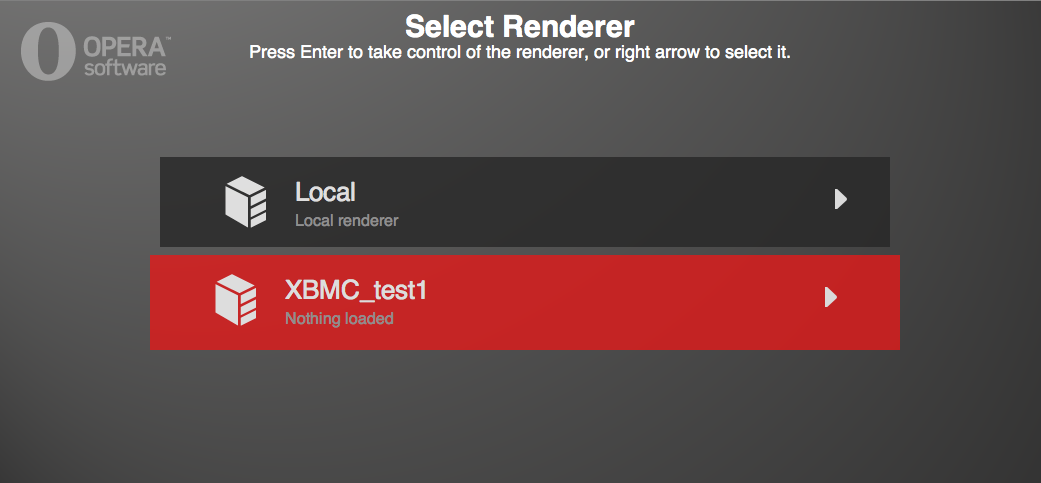 OPERA™
software
Select Renderer
Press Enter to take control of the renderer, or right arrow to select it.
Local
Local renderer
XBMC_test1
Nothing loaded